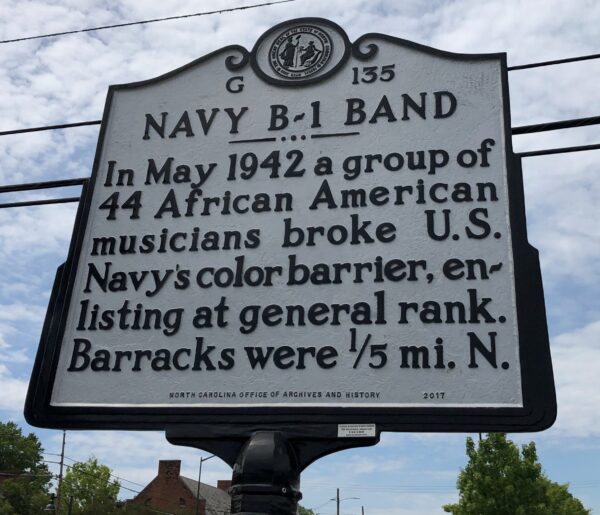 G 135
NAVY B-1 BAND
In May 1942 a group of
44 African American
musicians broke U.S.
Navy's color barrier, en-
listing at general rank.
Barracks were 1/5 mi. N.
NORTH CAROLINA OFFICE OF ARCHIVES AND HISTORY 2017